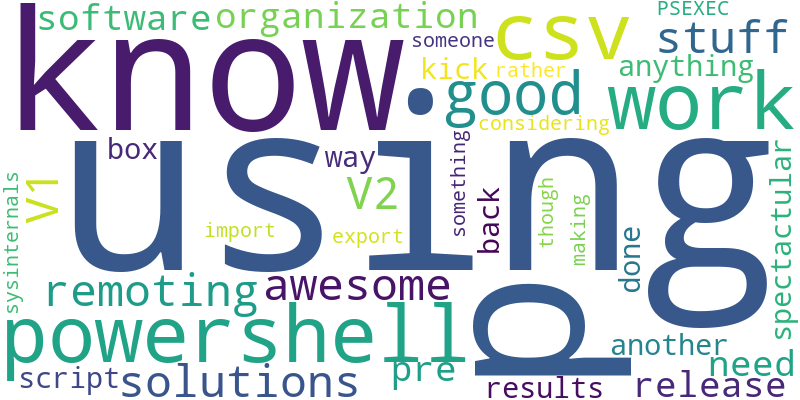 software
organization
PSEXEC
know
someone
csv
stuff
kick
rather
anything
good
work
considering
box
way
using
V1
V2
something
back
though
making
done
spectactular
sysinternals
import
export
remoting
awesome
p
powershell
another
need
pre
script
solutions
results
release